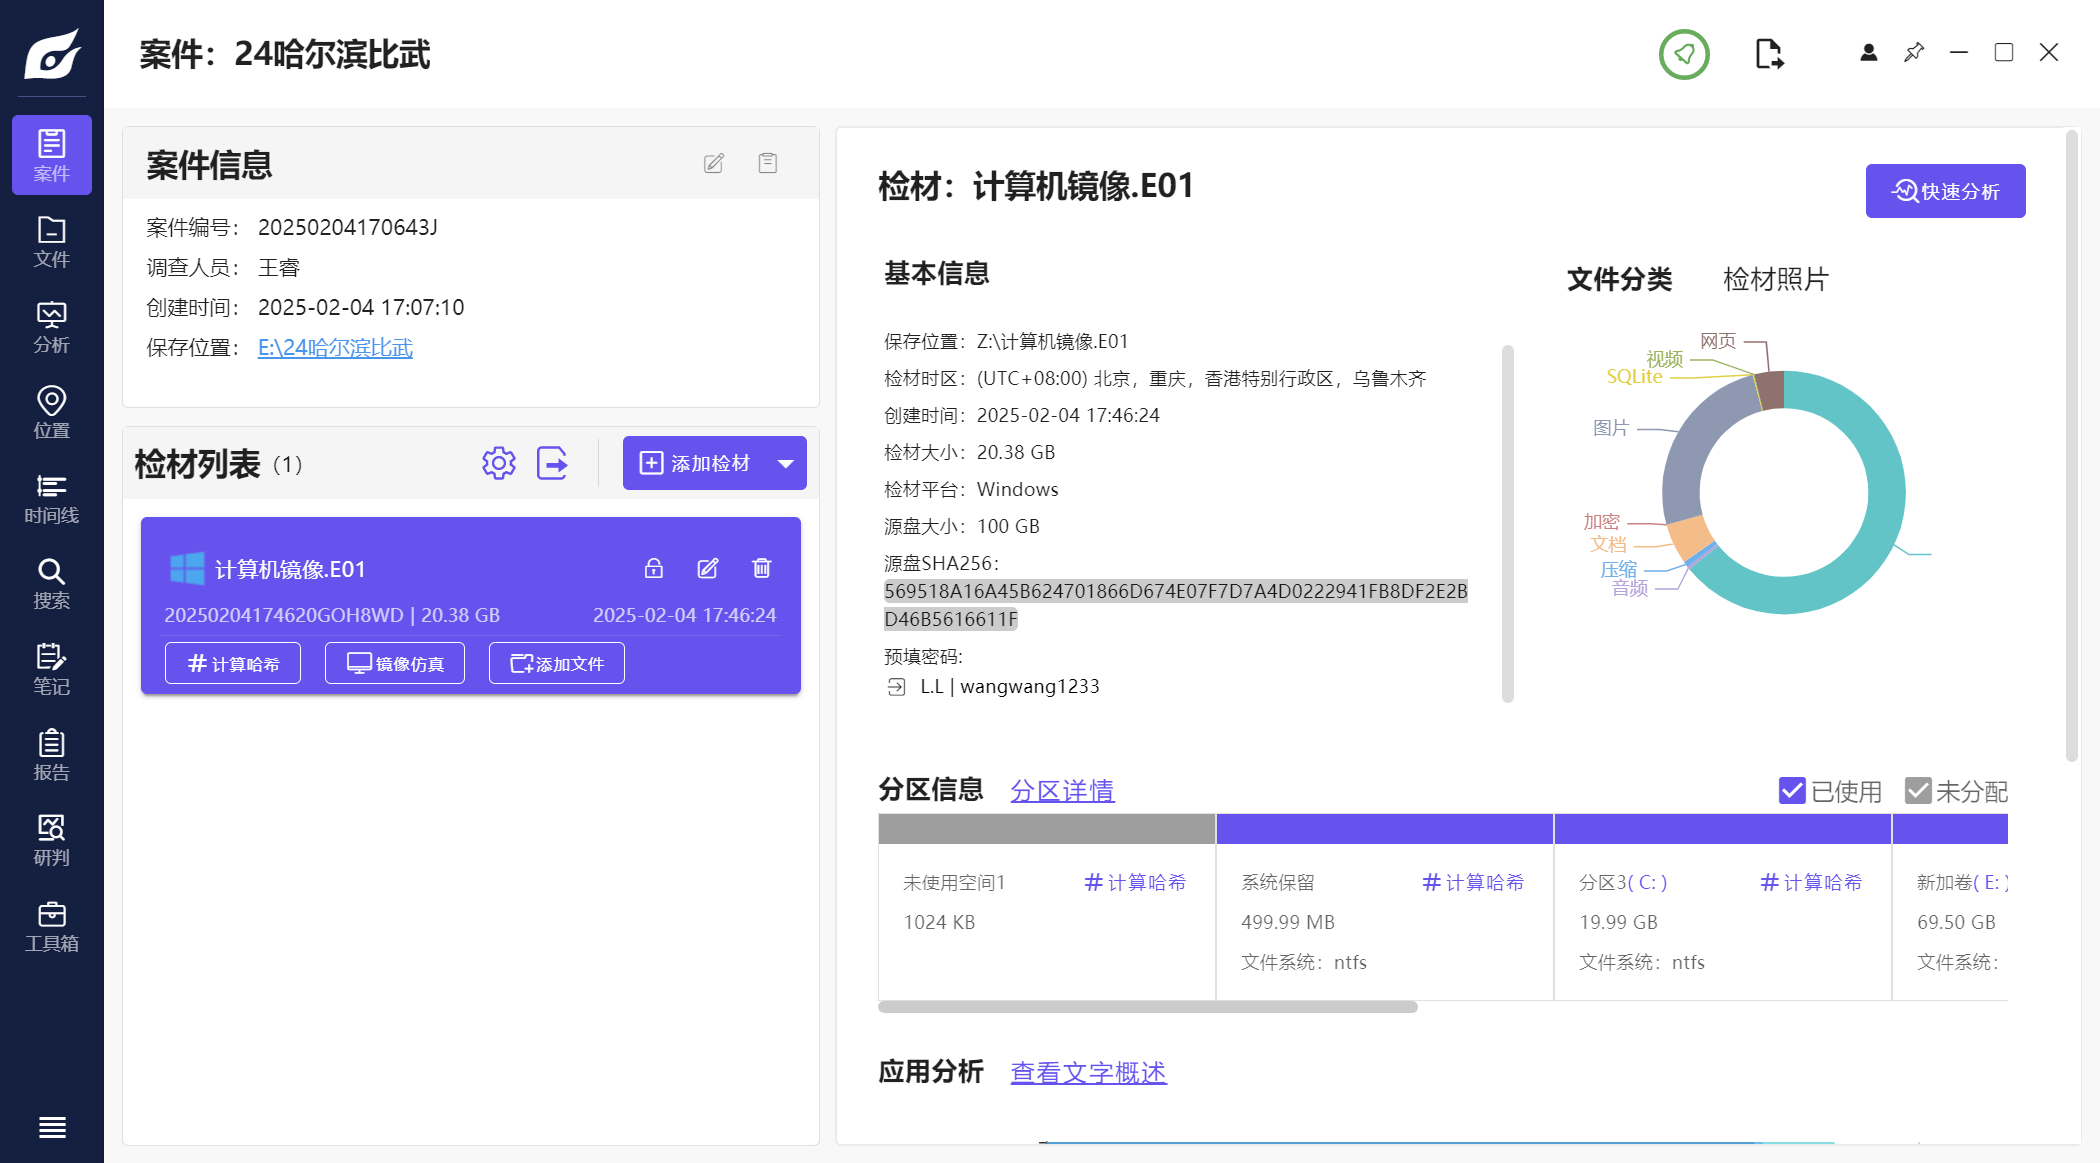 案件：24哈尔滨比武
案件
文件
分析
位置
时间线
搜索
笔记
报告
研判
工具箱
案件信息
案件编号： 20250204170643J
调查人员： 王睿
创建时间： 2025-02-04 17:07:10
保存位置： E:\24哈尔滨比武
检材列表（1）
添加检材
计算机镜像.E01
20250204174620GOH8WD | 20.38 GB 2025-02-04 17:46:24
计算哈希 镜像仿真 添加文件
检材：计算机镜像.E01
快速分析
基本信息
保存位置：Z:\计算机镜像.E01
检材时区：(UTC+08:00) 北京，重庆，香港特别行政区，乌鲁木齐
创建时间：2025-02-04 17:46:24
检材大小：20.38 GB
检材平台：Windows
源盘大小：100 GB
源盘SHA256：
569518A16A45B624701866D674E07F7D7A4D0222941FB8DF2E2B
D46B5616611F
预填密码:
L.L | wangwang1233
文件分类 检材照片
网页
视频
SQLite
图片
加密
文档
压缩
音频
分区信息 分区详情
已使用 未分配
未使用空间1 计算哈希
1024 KB
系统保留 计算哈希
499.99 MB
文件系统：ntfs
分区3( C: ) 计算哈希
19.99 GB
文件系统：ntfs
新加卷( E: )
69.50 GB
文件系统：
应用分析 查看文字概述